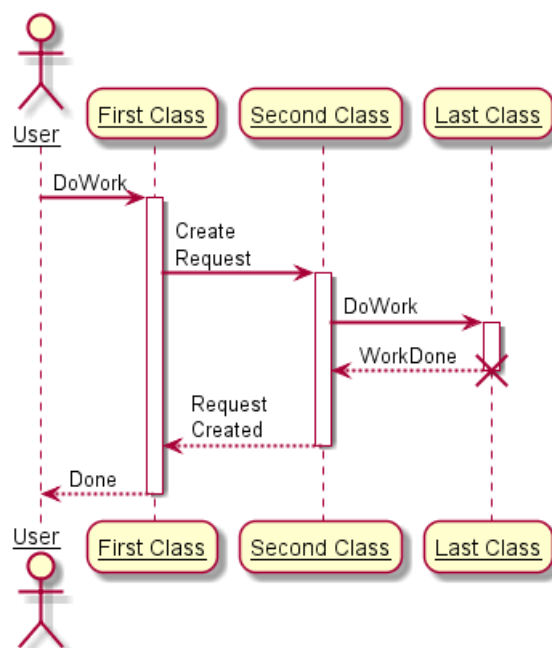 User
First Class
Second Class
Last Class
DoWork
Create
Request
DoWork
WorkDone
Request
Created
Done
User
First Class
Second Class
Last Class